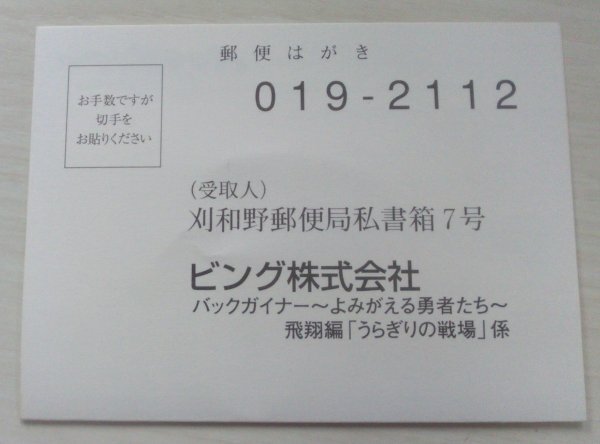 郵便はがき
お手数ですが
切手を
お貼りください
019-2112
（受取人）
刈和野郵便局私書箱７号
ビング株式会社
バックガイナー〜よみがえる勇者たち〜
飛翔編「うらぎりの戦場」係